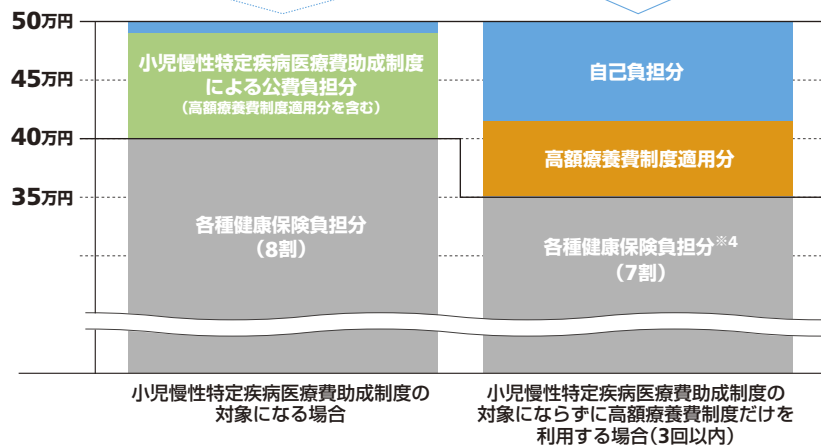 50万円
45万円
40万円
35万円
小児慢性特定疾病医療費助成制度
による公費負担分
（高額療養費制度適用分を含む）
各種健康保険負担分
（8割）
自己負担分
高額療養費制度適用分
各種健康保険負担分※4
（7割）
小児慢性特定疾病医療費助成制度の
対象になる場合
小児慢性特定疾病医療費助成制度の
対象にならずに高額療養費制度だけを
利用する場合(3回以内)